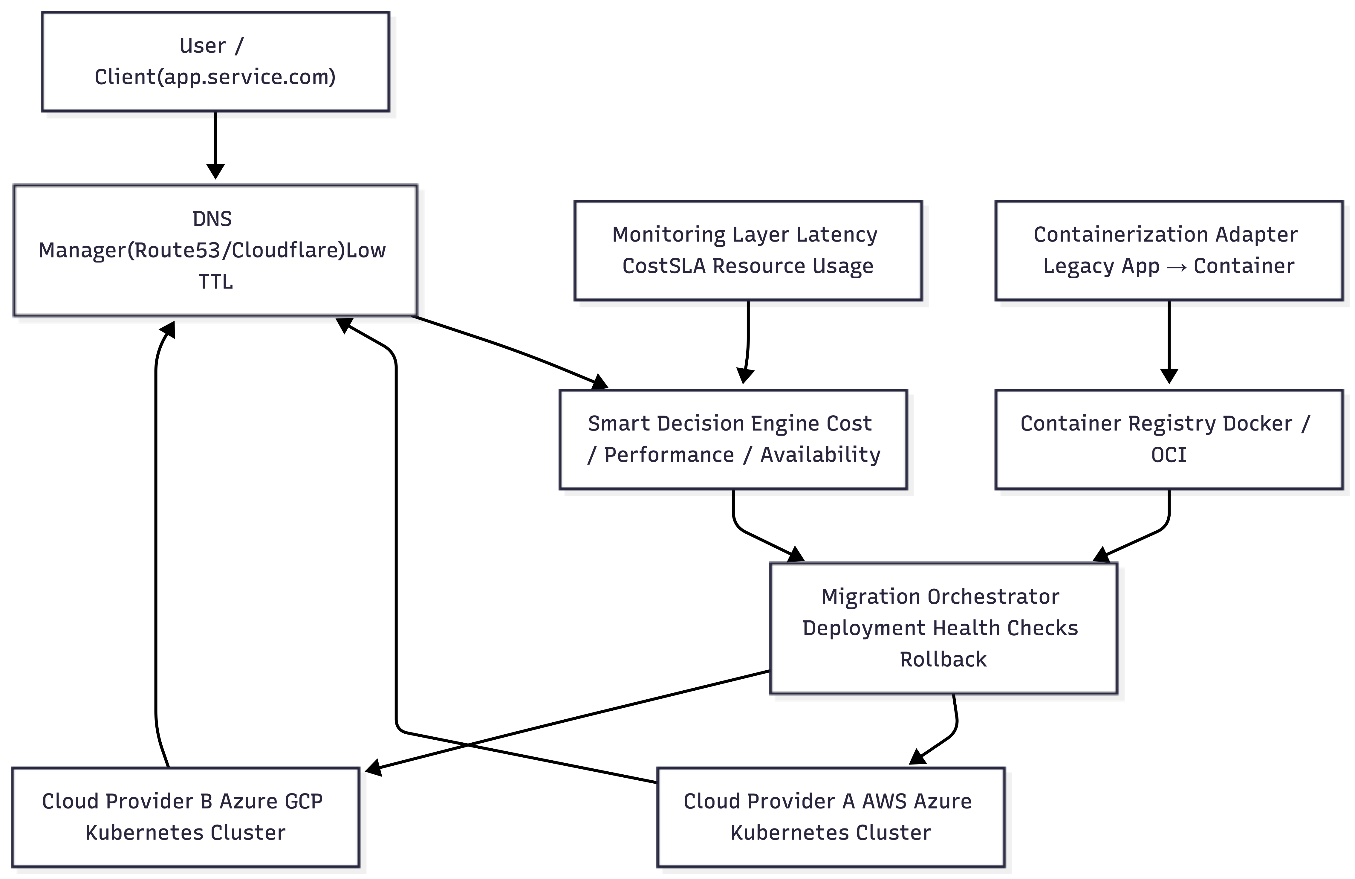 User /
Client(app.service.com)
DNS
Manager(Route53/Cloudflare)Low
TTL
Monitoring Layer Latency
CostSLA Resource Usage
Containerization Adapter
Legacy App → Container
Smart Decision Engine Cost
/ Performance / Availability
Container Registry Docker /
OCI
Migration Orchestrator
Deployment Health Checks
Rollback
Cloud Provider B Azure GCP
Kubernetes Cluster
Cloud Provider A AWS Azure
Kubernetes Cluster